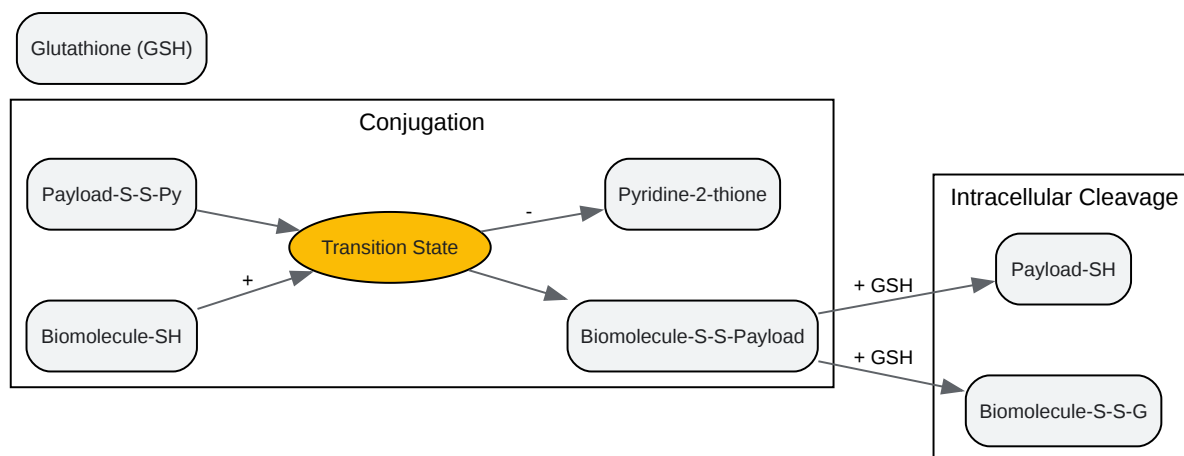 Glutathione (GSH)
Conjugation
Payload-S-S-Py
Pyridine-2-thione
-
Transition State
+
Biomolecule-SH
Biomolecule-S-S-Payload
Intracellular Cleavage
+ GSH
Payload-SH
+ GSH
Biomolecule-S-S-G